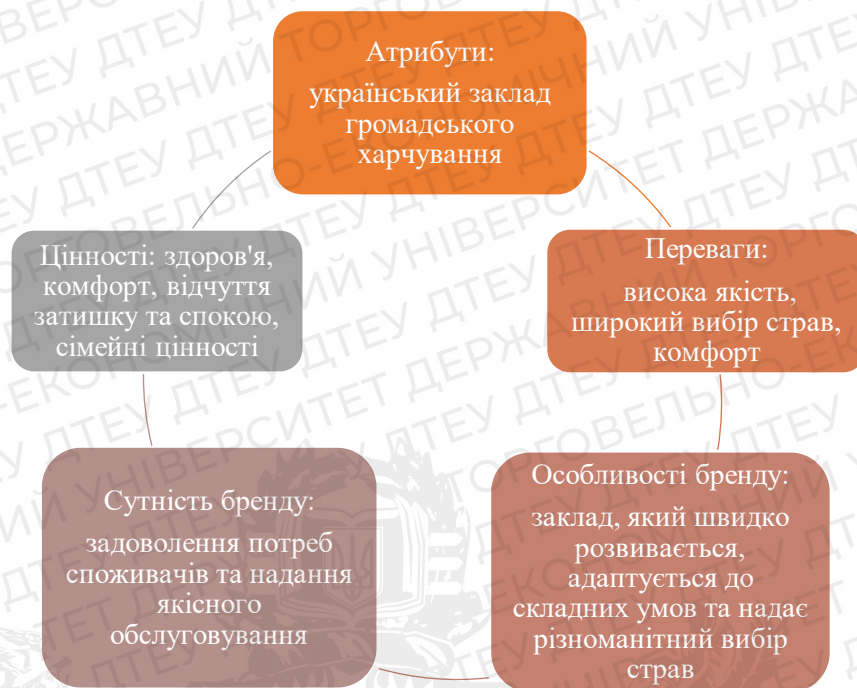 Атрибути:
український заклад
громадського
харчування
Переваги:
висока якість,
широкий вибір страв,
комфорт
Особливості бренду:
заклад, який швидко
розвивається,
адаптується до
складних умов та надає
різноманітний вибір
страв
Сутність бренду:
задоволення потреб
споживачів та надання
якісного
обслуговування
Цінності: здоров'я,
комфорт, відчуття
затишку та спокою,
сімейні цінності